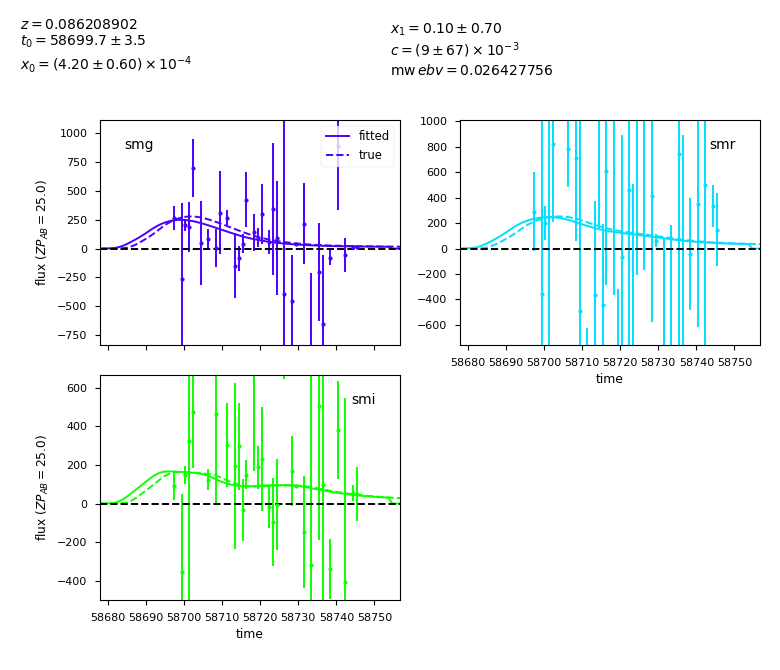 z = 0.086208902
t₀ = 58699.7 ± 3.5
x₀ = (4.20 ± 0.60) × 10⁻⁴
x₁ = 0.10 ± 0.70
c = (9 ± 67) × 10⁻³
mw ebv = 0.026427756
smg
fitted
true
1000
750
500
250
0
−250
−500
−750
flux (ZP_AB = 25.0)
smr
1000
800
600
400
200
0
−200
−400
−600
58680 58690 58700 58710 58720 58730 58740 58750
time
smi
600
400
200
0
−200
−400
flux (ZP_AB = 25.0)
58680 58690 58700 58710 58720 58730 58740 58750
time